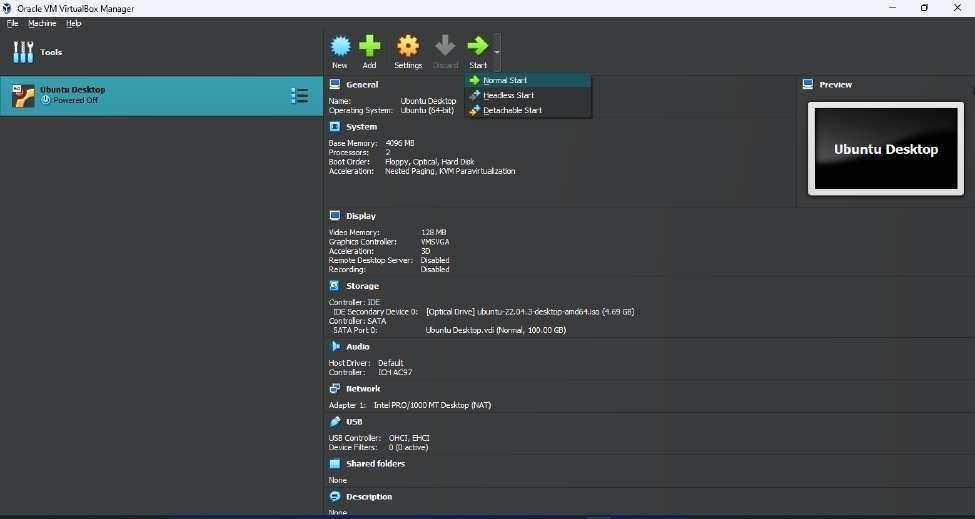 Oracle VM VirtualBox Manager
File Machine Help
Tools
New Add Settings Discard Start
Ubuntu Desktop
Powered Off
Normal Start
Headless Start
Detachable Start
General
Name: Ubuntu Desktop
Operating System: Ubuntu (64-bit)
System
Base Memory: 4096 MB
Processors: 2
Boot Order: Floppy, Optical, Hard Disk
Acceleration: Nested Paging, KVM Paravirtualization
Preview
Ubuntu Desktop
Display
Video Memory: 128 MB
Graphics Controller: VMSVGA
Acceleration: 3D
Remote Desktop Server: Disabled
Recording: Disabled
Storage
Controller: IDE
IDE Secondary Device 0: [Optical Drive] ubuntu-22.04.3-desktop-amd64.iso (4.69 GB)
Controller: SATA
SATA Port 0: Ubuntu Desktop.vdi (Normal, 100.00 GB)
Audio
Host Driver: Default
Controller: ICH AC97
Network
Adapter 1: Intel PRO/1000 MT Desktop (NAT)
USB
USB Controller: OHCI, EHCI
Device Filters: 0 (0 active)
Shared folders
None
Description
None